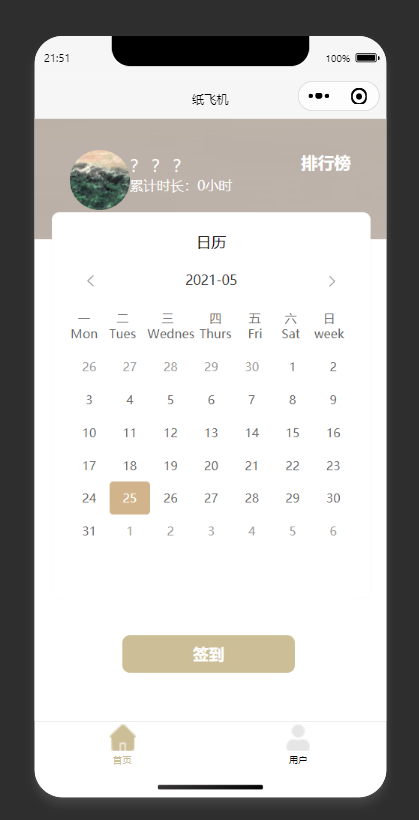 21:51 100%
纸飞机
？ ？ ？ 排行榜
累计时长：0小时
日历
2021-05
一 二 三 四 五 六 日
Mon Tues Wednes Thurs Fri Sat week
26 27 28 29 30 1 2
3 4 5 6 7 8 9
10 11 12 13 14 15 16
17 18 19 20 21 22 23
24 25 26 27 28 29 30
31 1 2 3 4 5 6
签到
首页 用户